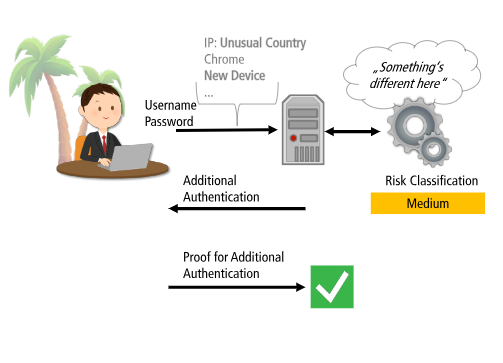 IP: Unusual Country
Chrome
New Device
...
„Something's
different here"
Username
Password
Risk Classification
Medium
Additional
Authentication
Proof for Additional
Authentication